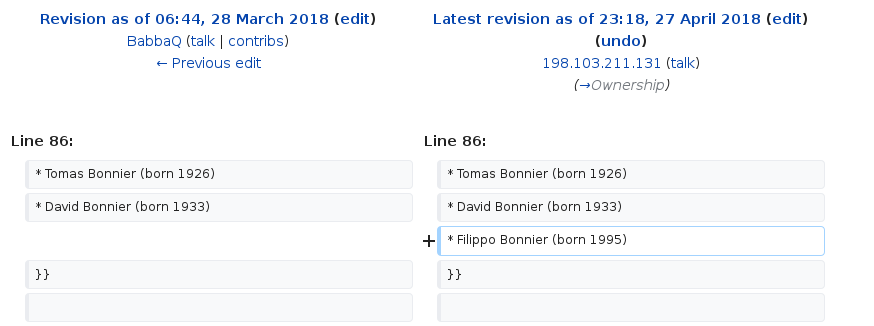 Revision as of 06:44, 28 March 2018 (edit)
BabbaQ (talk | contribs)
← Previous edit
Latest revision as of 23:18, 27 April 2018 (edit)
(undo)
198.103.211.131 (talk)
(→Ownership)
Line 86:
Line 86:
* Tomas Bonnier (born 1926)
* Tomas Bonnier (born 1926)
* David Bonnier (born 1933)
* David Bonnier (born 1933)
+ * Filippo Bonnier (born 1995)
}}
}}